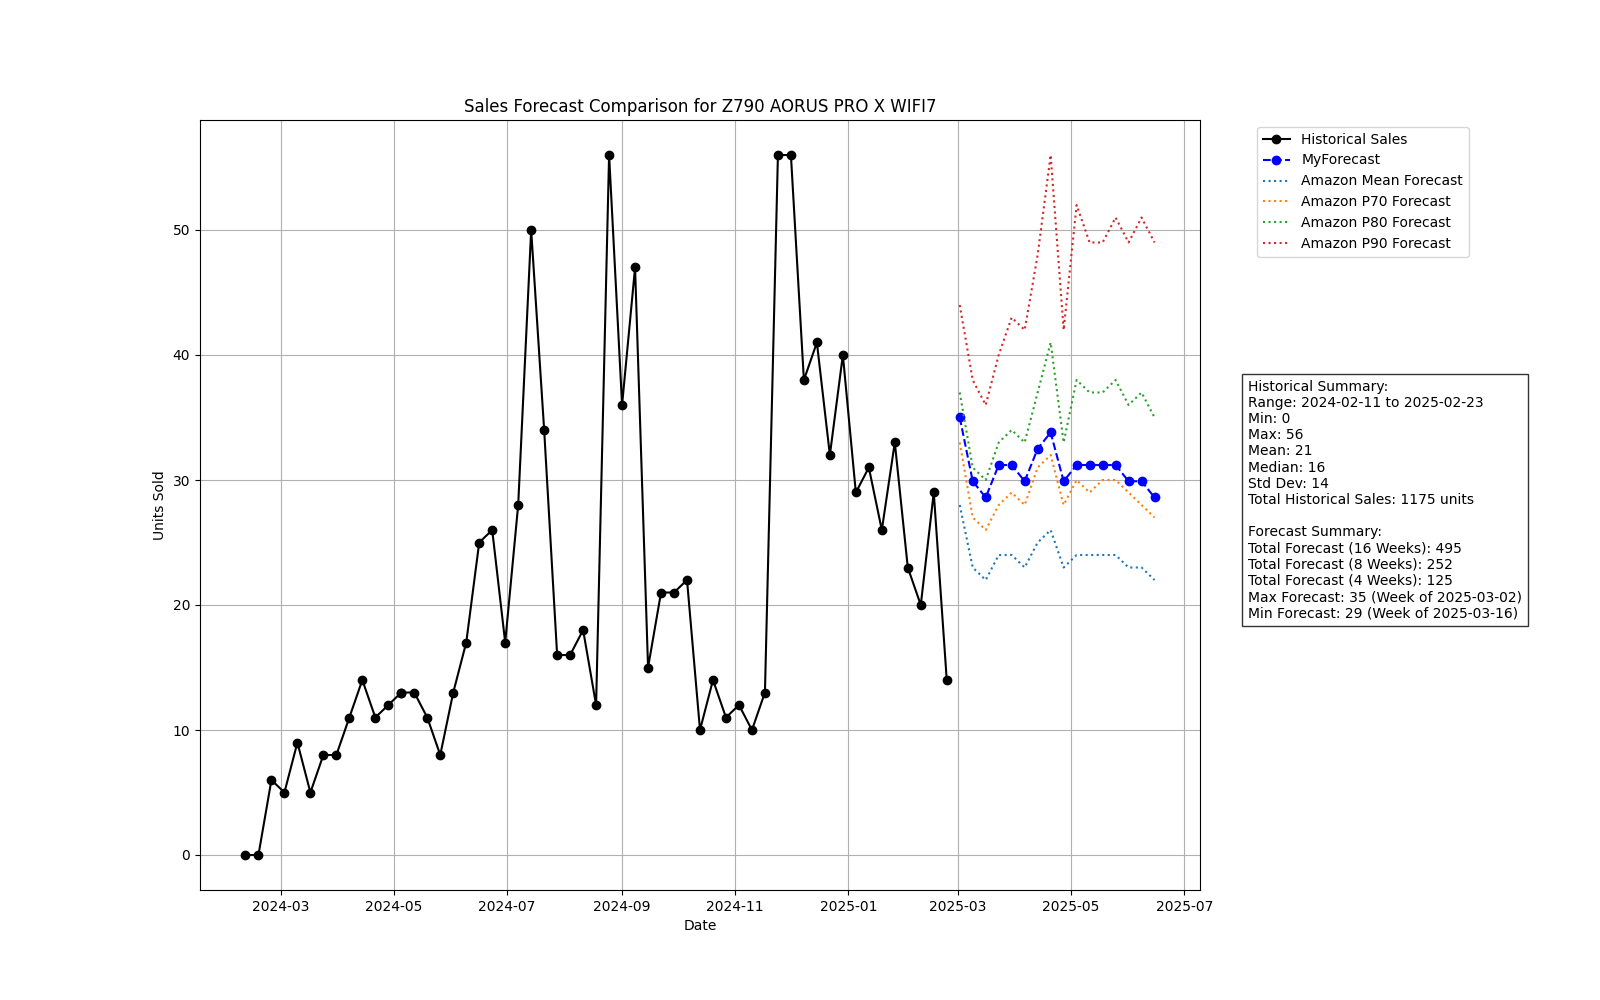 Sales Forecast Comparison for Z790 AORUS PRO X WIFI7
Historical Sales
MyForecast
Amazon Mean Forecast
Amazon P70 Forecast
Amazon P80 Forecast
Amazon P90 Forecast
Units Sold
50
40
30
20
10
0
2024-03
2024-05
2024-07
2024-09
2024-11
2025-01
2025-03
2025-05
2025-07
Date
Historical Summary:
Range: 2024-02-11 to 2025-02-23
Min: 0
Max: 56
Mean: 21
Median: 16
Std Dev: 14
Total Historical Sales: 1175 units
Forecast Summary:
Total Forecast (16 Weeks): 495
Total Forecast (8 Weeks): 252
Total Forecast (4 Weeks): 125
Max Forecast: 35 (Week of 2025-03-02)
Min Forecast: 29 (Week of 2025-03-16)